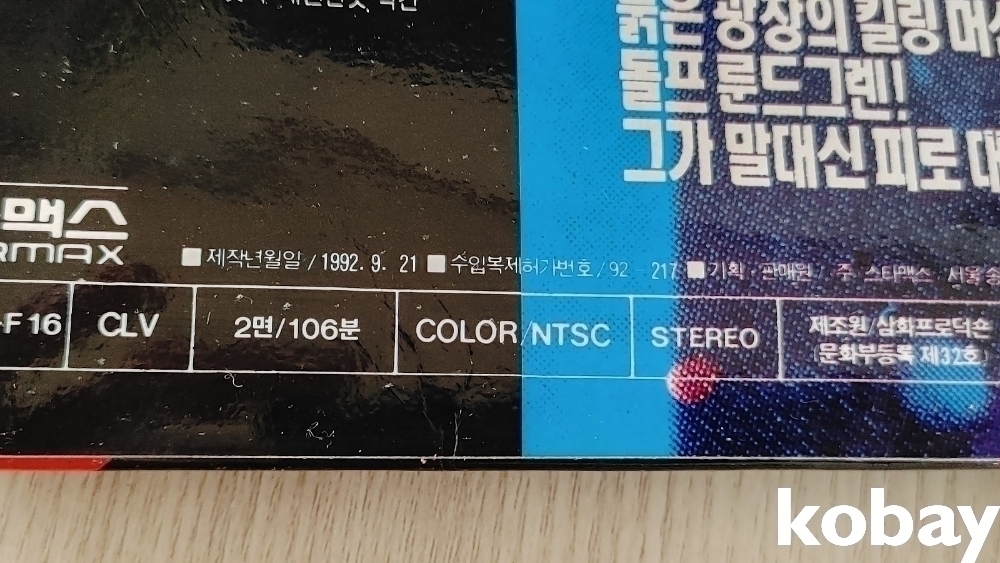 붉은 광장의 킬링 머
돌프 룬드그렌!
그가 말대신 피로 대
맥스
RMAX
■제작년월일/1992. 9. 21 ■수입복제허가번호/92-217 ■기획·판매원/주·스타맥스 서울송
F 16 CLV 2면/106분 COLOR/NTSC STEREO 제조원/삼화프로덕숀
(문화부등록 제32호)
kobay